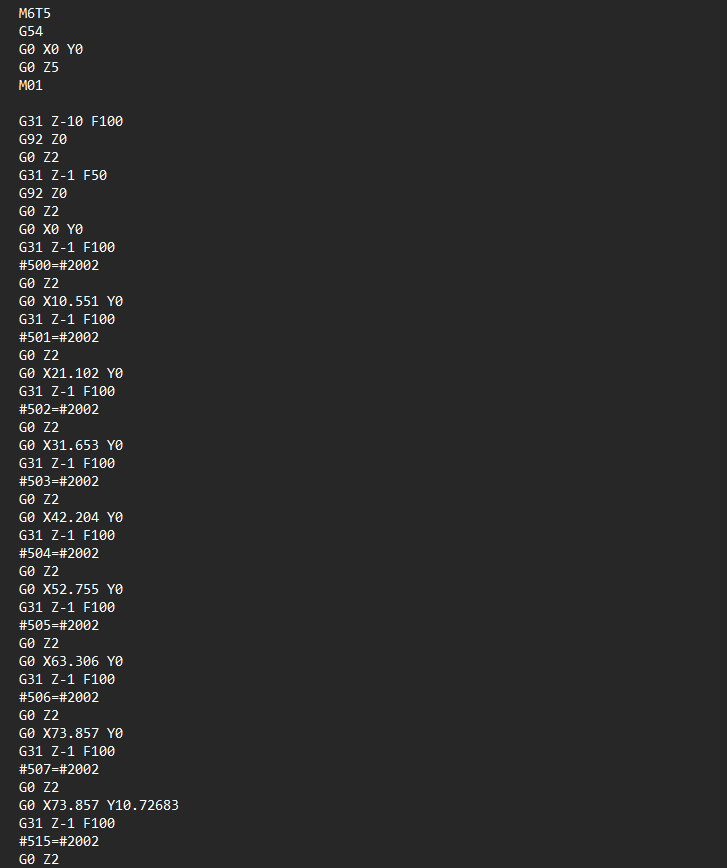 M6T5
G54
G0 X0 Y0
G0 Z5
M01
G31 Z-10 F100
G92 Z0
G0 Z2
G31 Z-1 F50
G92 Z0
G0 Z2
G0 X0 Y0
G31 Z-1 F100
#500=#2002
G0 Z2
G0 X10.551 Y0
G31 Z-1 F100
#501=#2002
G0 Z2
G0 X21.102 Y0
G31 Z-1 F100
#502=#2002
G0 Z2
G0 X31.653 Y0
G31 Z-1 F100
#503=#2002
G0 Z2
G0 X42.204 Y0
G31 Z-1 F100
#504=#2002
G0 Z2
G0 X52.755 Y0
G31 Z-1 F100
#505=#2002
G0 Z2
G0 X63.306 Y0
G31 Z-1 F100
#506=#2002
G0 Z2
G0 X73.857 Y0
G31 Z-1 F100
#507=#2002
G0 Z2
G0 X73.857 Y10.72683
G31 Z-1 F100
#515=#2002
G0 Z2